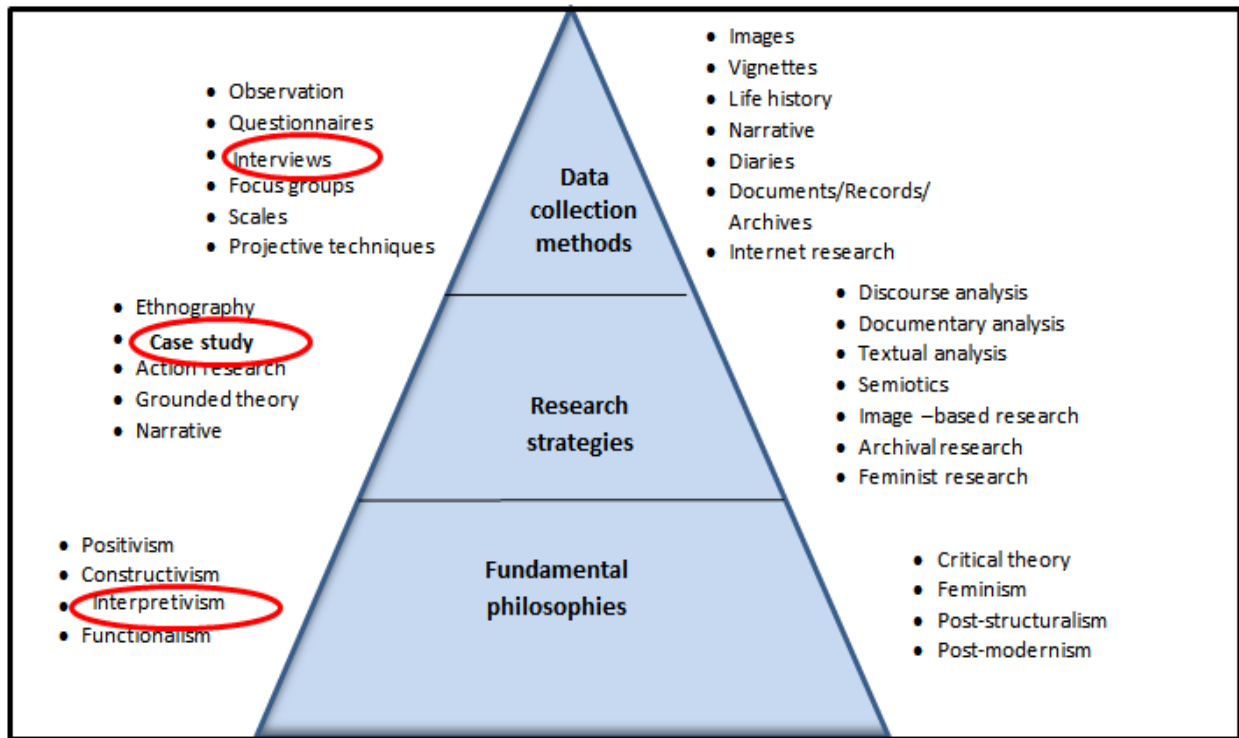 • Observation
• Questionnaires
• Interviews
• Focus groups
• Scales
• Projective techniques
Data
collection
methods
• Images
• Vignettes
• Life history
• Narrative
• Diaries
• Documents/Records/
Archives
• Internet research
• Ethnography
• Case study
• Action research
• Grounded theory
• Narrative
Research
strategies
• Discourse analysis
• Documentary analysis
• Textual analysis
• Semiotics
• Image –based research
• Archival research
• Feminist research
• Positivism
• Constructivism
• Interpretivism
• Functionalism
Fundamental
philosophies
• Critical theory
• Feminism
• Post-structuralism
• Post-modernism